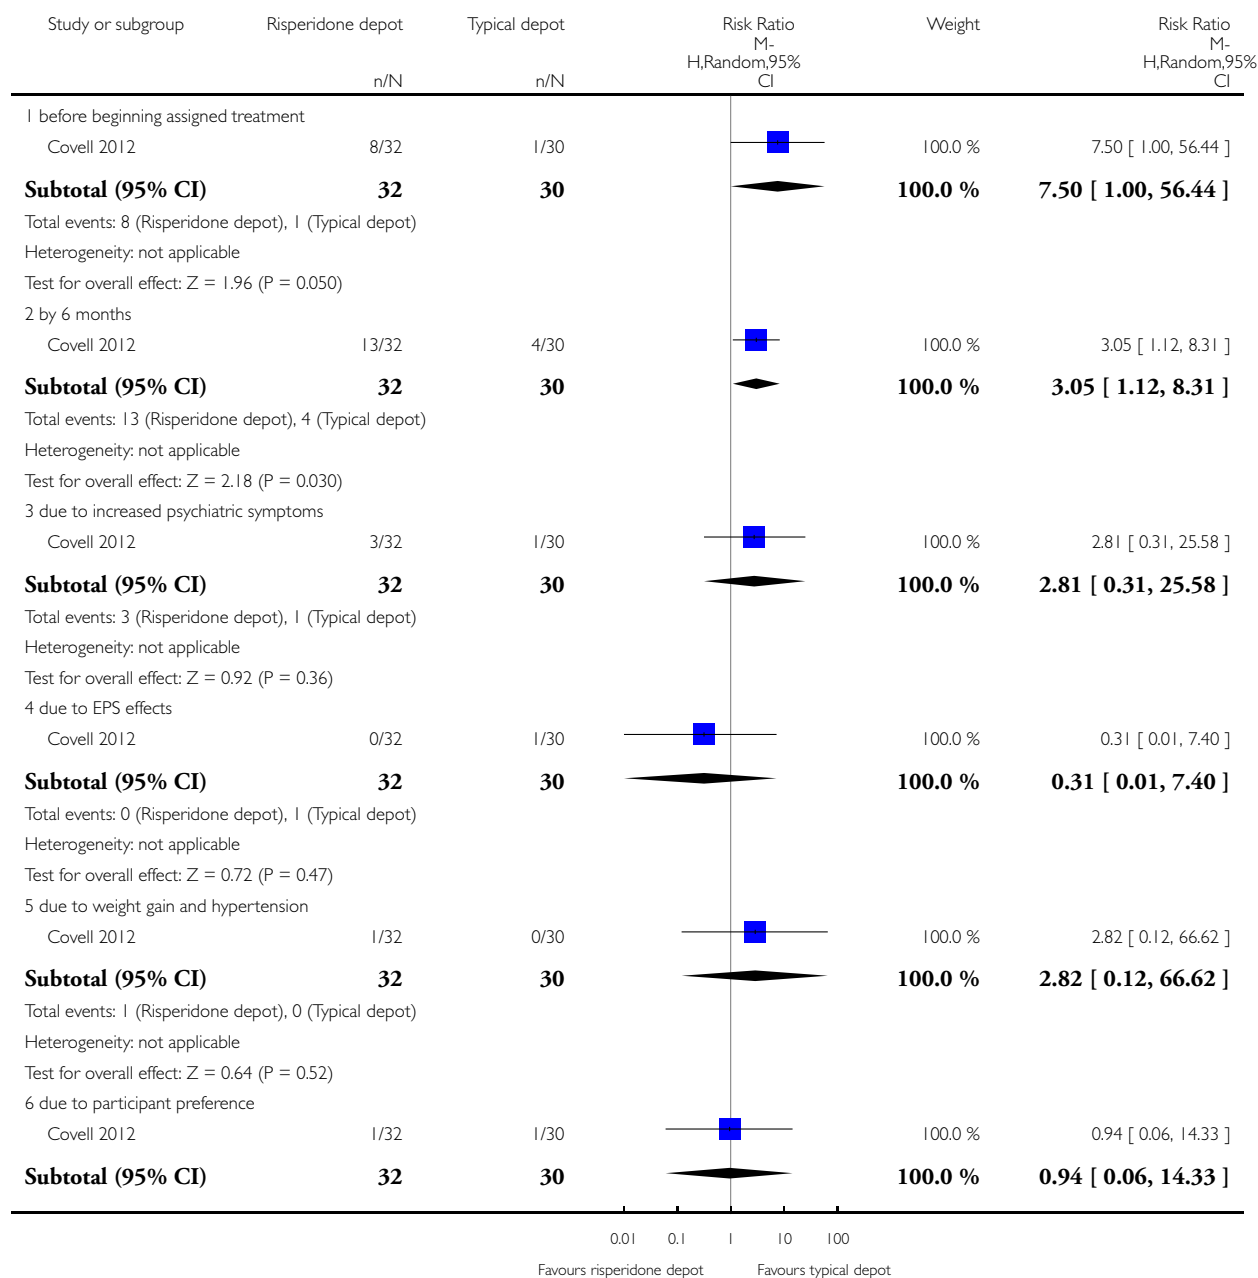 Study or subgroup Risperidone depot Typical depot Risk Ratio Weight Risk Ratio
M- M-
H,Random,95% H,Random,95%
n/N n/N CI CI
1 before beginning assigned treatment
Covell 2012 8/32 1/30 100.0 % 7.50 [ 1.00, 56.44 ]
Subtotal (95% CI) 32 30 100.0 % 7.50 [ 1.00, 56.44 ]
Total events: 8 (Risperidone depot), 1 (Typical depot)
Heterogeneity: not applicable
Test for overall effect: Z = 1.96 (P = 0.050)
2 by 6 months
Covell 2012 13/32 4/30 100.0 % 3.05 [ 1.12, 8.31 ]
Subtotal (95% CI) 32 30 100.0 % 3.05 [ 1.12, 8.31 ]
Total events: 13 (Risperidone depot), 4 (Typical depot)
Heterogeneity: not applicable
Test for overall effect: Z = 2.18 (P = 0.030)
3 due to increased psychiatric symptoms
Covell 2012 3/32 1/30 100.0 % 2.81 [ 0.31, 25.58 ]
Subtotal (95% CI) 32 30 100.0 % 2.81 [ 0.31, 25.58 ]
Total events: 3 (Risperidone depot), 1 (Typical depot)
Heterogeneity: not applicable
Test for overall effect: Z = 0.92 (P = 0.36)
4 due to EPS effects
Covell 2012 0/32 1/30 100.0 % 0.31 [ 0.01, 7.40 ]
Subtotal (95% CI) 32 30 100.0 % 0.31 [ 0.01, 7.40 ]
Total events: 0 (Risperidone depot), 1 (Typical depot)
Heterogeneity: not applicable
Test for overall effect: Z = 0.72 (P = 0.47)
5 due to weight gain and hypertension
Covell 2012 1/32 0/30 100.0 % 2.82 [ 0.12, 66.62 ]
Subtotal (95% CI) 32 30 100.0 % 2.82 [ 0.12, 66.62 ]
Total events: 1 (Risperidone depot), 0 (Typical depot)
Heterogeneity: not applicable
Test for overall effect: Z = 0.64 (P = 0.52)
6 due to participant preference
Covell 2012 1/32 1/30 100.0 % 0.94 [ 0.06, 14.33 ]
Subtotal (95% CI) 32 30 100.0 % 0.94 [ 0.06, 14.33 ]
0.01 0.1 1 10 100
Favours risperidone depot Favours typical depot